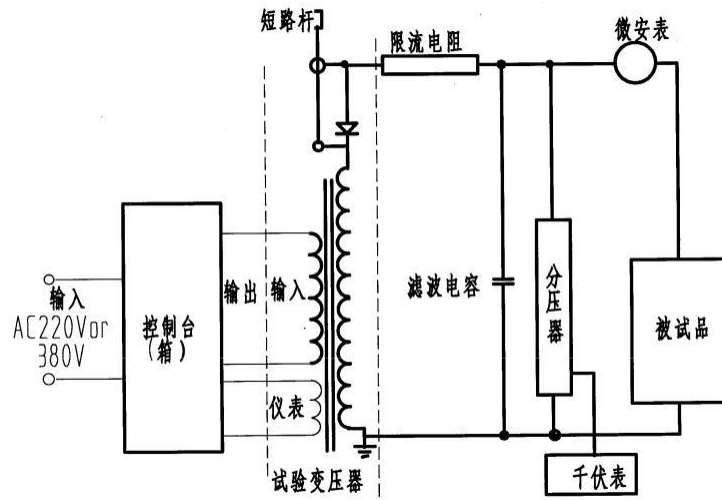 短路杆
限流电阻
微安表
输入
AC220Vor
380V
控制台
(箱)
输出
输入
仪表
滤波电容
分压器
被试品
千伏表
试验变压器